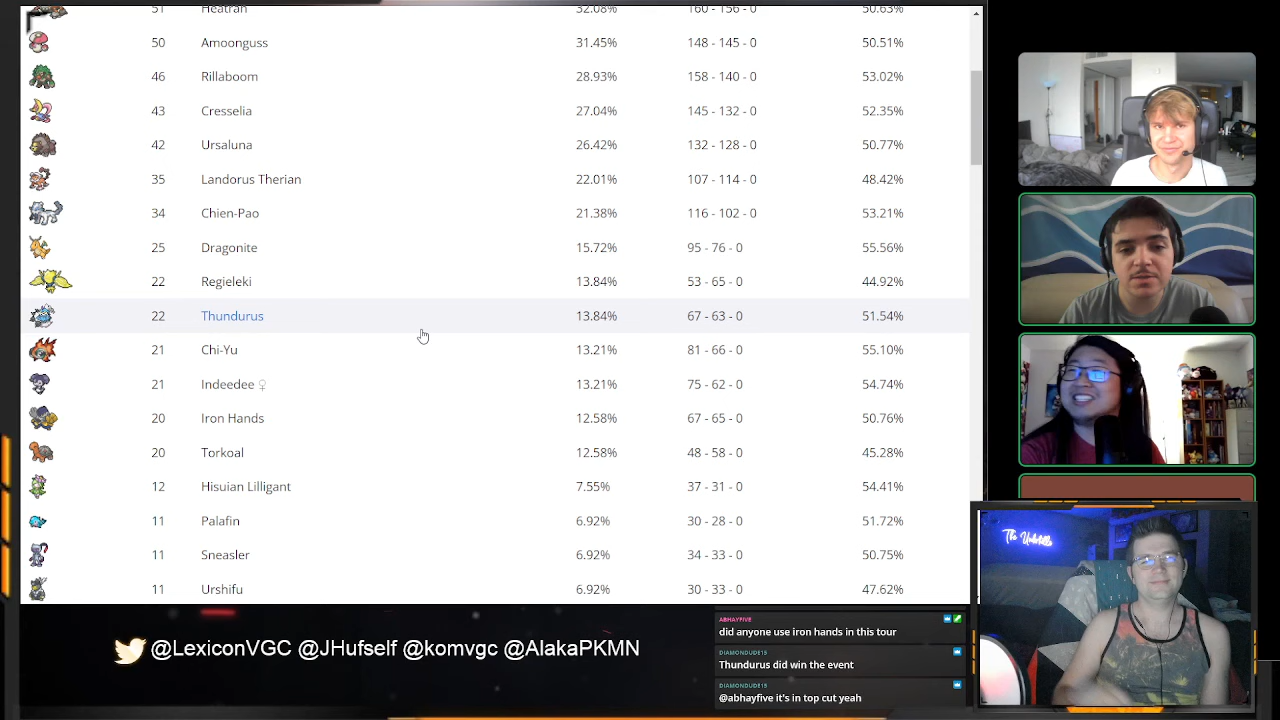 51 Heatran 32.08% 160 - 156 - 0 50.63%
50 Amoonguss 31.45% 148 - 145 - 0 50.51%
46 Rillaboom 28.93% 158 - 140 - 0 53.02%
43 Cresselia 27.04% 145 - 132 - 0 52.35%
42 Ursaluna 26.42% 132 - 128 - 0 50.77%
35 Landorus Therian 22.01% 107 - 114 - 0 48.42%
34 Chien-Pao 21.38% 116 - 102 - 0 53.21%
25 Dragonite 15.72% 95 - 76 - 0 55.56%
22 Regieleki 13.84% 53 - 65 - 0 44.92%
22 Thundurus 13.84% 67 - 63 - 0 51.54%
21 Chi-Yu 13.21% 81 - 66 - 0 55.10%
21 Indeedee ♀ 13.21% 75 - 62 - 0 54.74%
20 Iron Hands 12.58% 67 - 65 - 0 50.76%
20 Torkoal 12.58% 48 - 58 - 0 45.28%
12 Hisuian Lilligant 7.55% 37 - 31 - 0 54.41%
11 Palafin 6.92% 30 - 28 - 0 51.72%
11 Sneasler 6.92% 34 - 33 - 0 50.75%
11 Urshifu 6.92% 30 - 33 - 0 47.62%
@LexiconVGC @JHufself @komvgc @AlakaPKMN
ABHAYFIVE
did anyone use iron hands in this tour
DIAMONDUDE13
Thundurus did win the event
DIAMONDUDE13
@abhayfive it's in top cut yeah
The